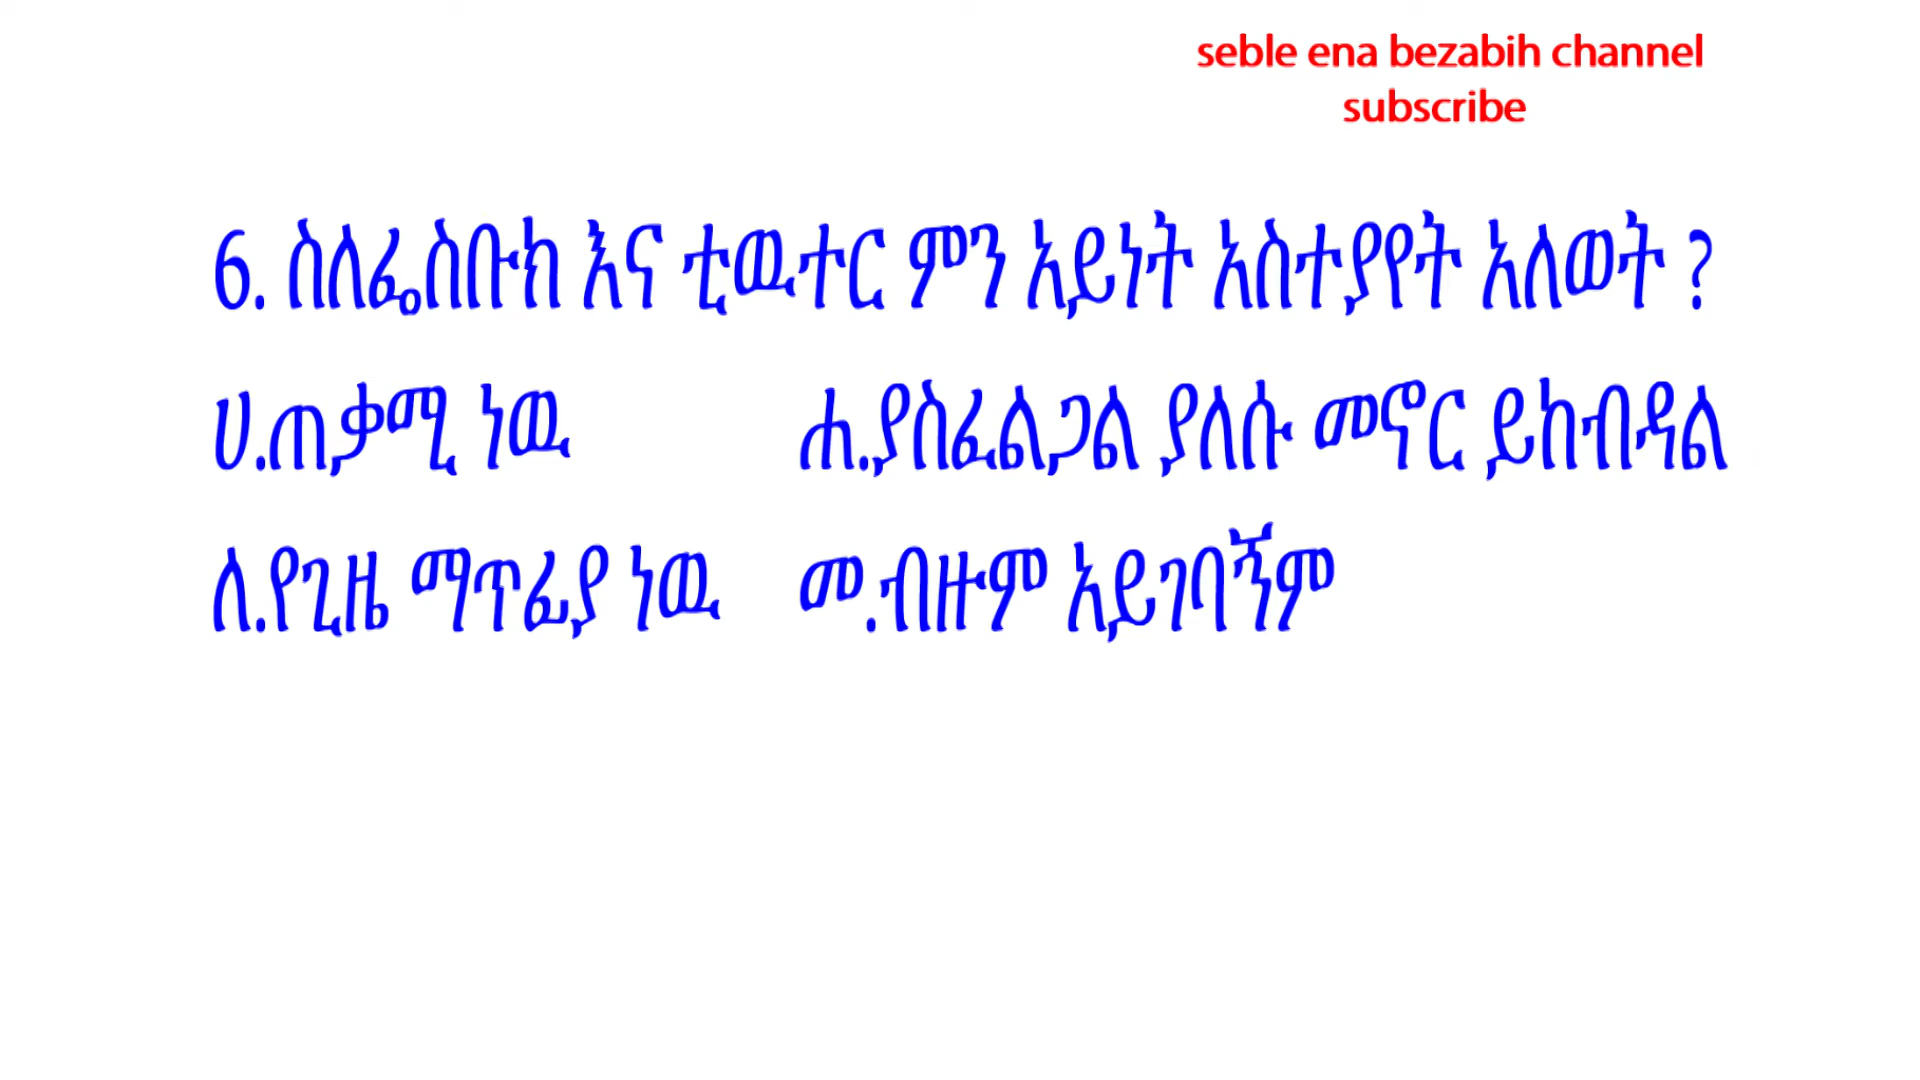 seble ena bezabih channel
subscribe
6. ስለፌስቡክ እና ቲዉተር ምን አይነት አስተያየት አለወት ?
ሀ.ጠቃሚ ነዉ ሐ.ያስፈልጋል ያለሱ መኖር ይከብዳል
ለ.የጊዜ ማጥፊያ ነዉ መ.ብዙም አይገባኝም